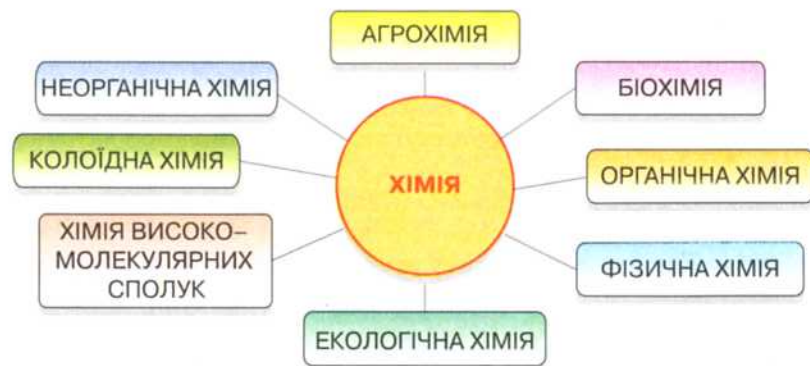 АГРОХІМІЯ
НЕОРГАНІЧНА ХІМІЯ
БІОХІМІЯ
КОЛОЇДНА ХІМІЯ
ХІМІЯ
ОРГАНІЧНА ХІМІЯ
ХІМІЯ ВИСОКО–
МОЛЕКУЛЯРНИХ
СПОЛУК
ФІЗИЧНА ХІМІЯ
ЕКОЛОГІЧНА ХІМІЯ